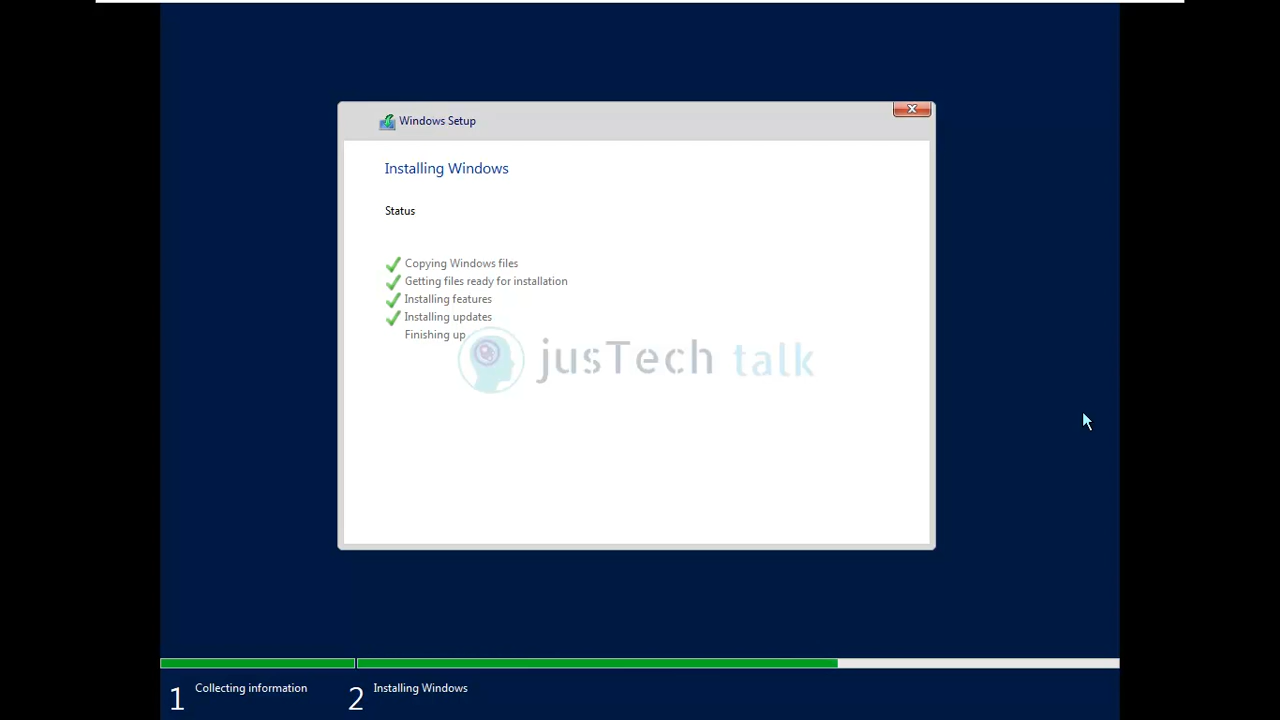 Windows Setup
Installing Windows
Status
Copying Windows files
Getting files ready for installation
Installing features
Installing updates
Finishing up
jusTech talk
1 Collecting information
2 Installing Windows